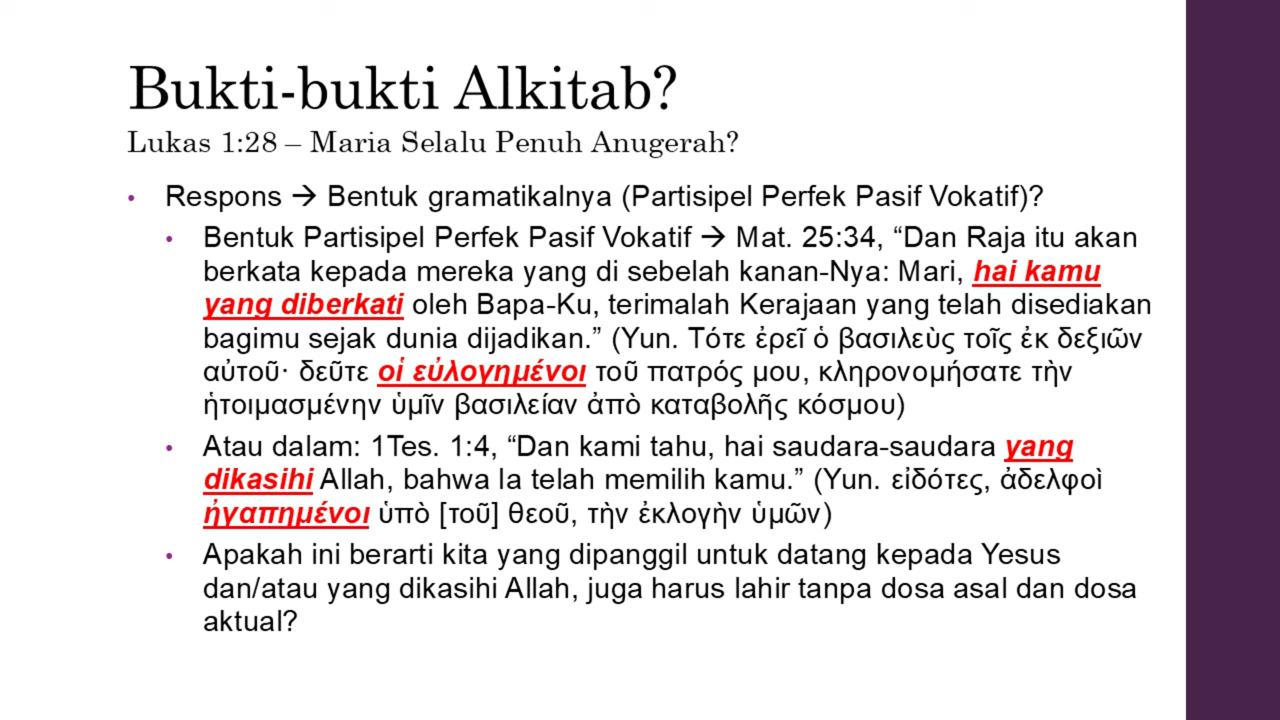 Bukti-bukti Alkitab?
Lukas 1:28 – Maria Selalu Penuh Anugerah?
• Respons → Bentuk gramatikalnya (Partisipel Perfek Pasif Vokatif)?
• Bentuk Partisipel Perfek Pasif Vokatif → Mat. 25:34, “Dan Raja itu akan
berkata kepada mereka yang di sebelah kanan-Nya: Mari, hai kamu
yang diberkati oleh Bapa-Ku, terimalah Kerajaan yang telah disediakan
bagimu sejak dunia dijadikan.” (Yun. Τότε ἐρεῖ ὁ βασιλεὺς τοῖς ἐκ δεξιῶν
αὐτοῦ· δεῦτε οἱ εὐλογημένοι τοῦ πατρός μου, κληρονομήσατε τὴν
ἡτοιμασμένην ὑμῖν βασιλείαν ἀπὸ καταβολῆς κόσμου)
• Atau dalam: 1Tes. 1:4, “Dan kami tahu, hai saudara-saudara yang
dikasihi Allah, bahwa Ia telah memilih kamu.” (Yun. εἰδότες, ἀδελφοὶ
ἠγαπημένοι ὑπὸ [τοῦ] θεοῦ, τὴν ἐκλογὴν ὑμῶν)
• Apakah ini berarti kita yang dipanggil untuk datang kepada Yesus
dan/atau yang dikasihi Allah, juga harus lahir tanpa dosa asal dan dosa
aktual?